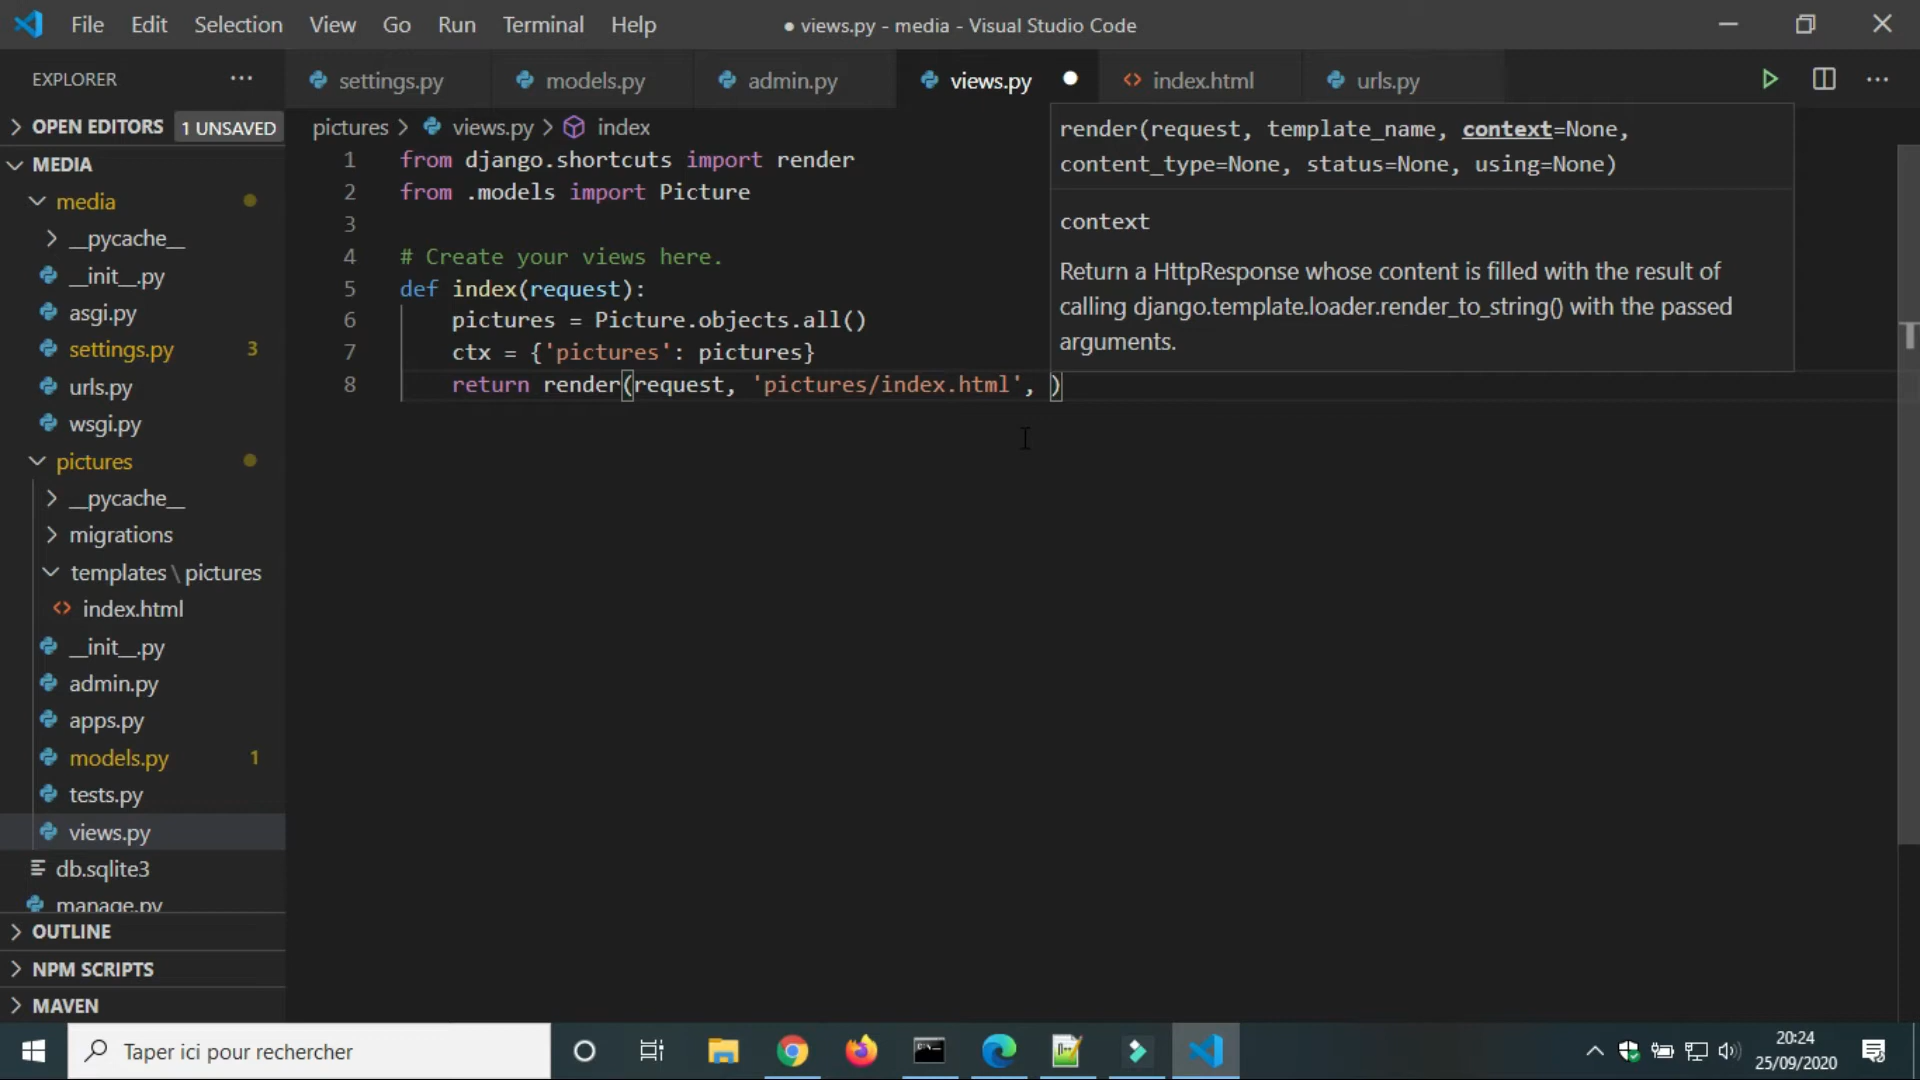 File Edit Selection View Go Run Terminal Help
● views.py - media - Visual Studio Code
EXPLORER ···
settings.py models.py admin.py views.py index.html urls.py
OPEN EDITORS 1 UNSAVED
pictures > views.py > index
MEDIA
media
__pycache__
__init__.py
asgi.py
settings.py 3
urls.py
wsgi.py
pictures
__pycache__
migrations
templates \ pictures
index.html
__init__.py
admin.py
apps.py
models.py 1
tests.py
views.py
db.sqlite3
manage.py
OUTLINE
NPM SCRIPTS
MAVEN
1 from django.shortcuts import render
2 from .models import Picture
3
4 # Create your views here.
5 def index(request):
6 pictures = Picture.objects.all()
7 ctx = {'pictures': pictures}
8 return render(request, 'pictures/index.html', )
render(request, template_name, context=None,
content_type=None, status=None, using=None)
context
Return a HttpResponse whose content is filled with the result of
calling django.template.loader.render_to_string() with the passed
arguments.
Taper ici pour rechercher
20:24
25/09/2020